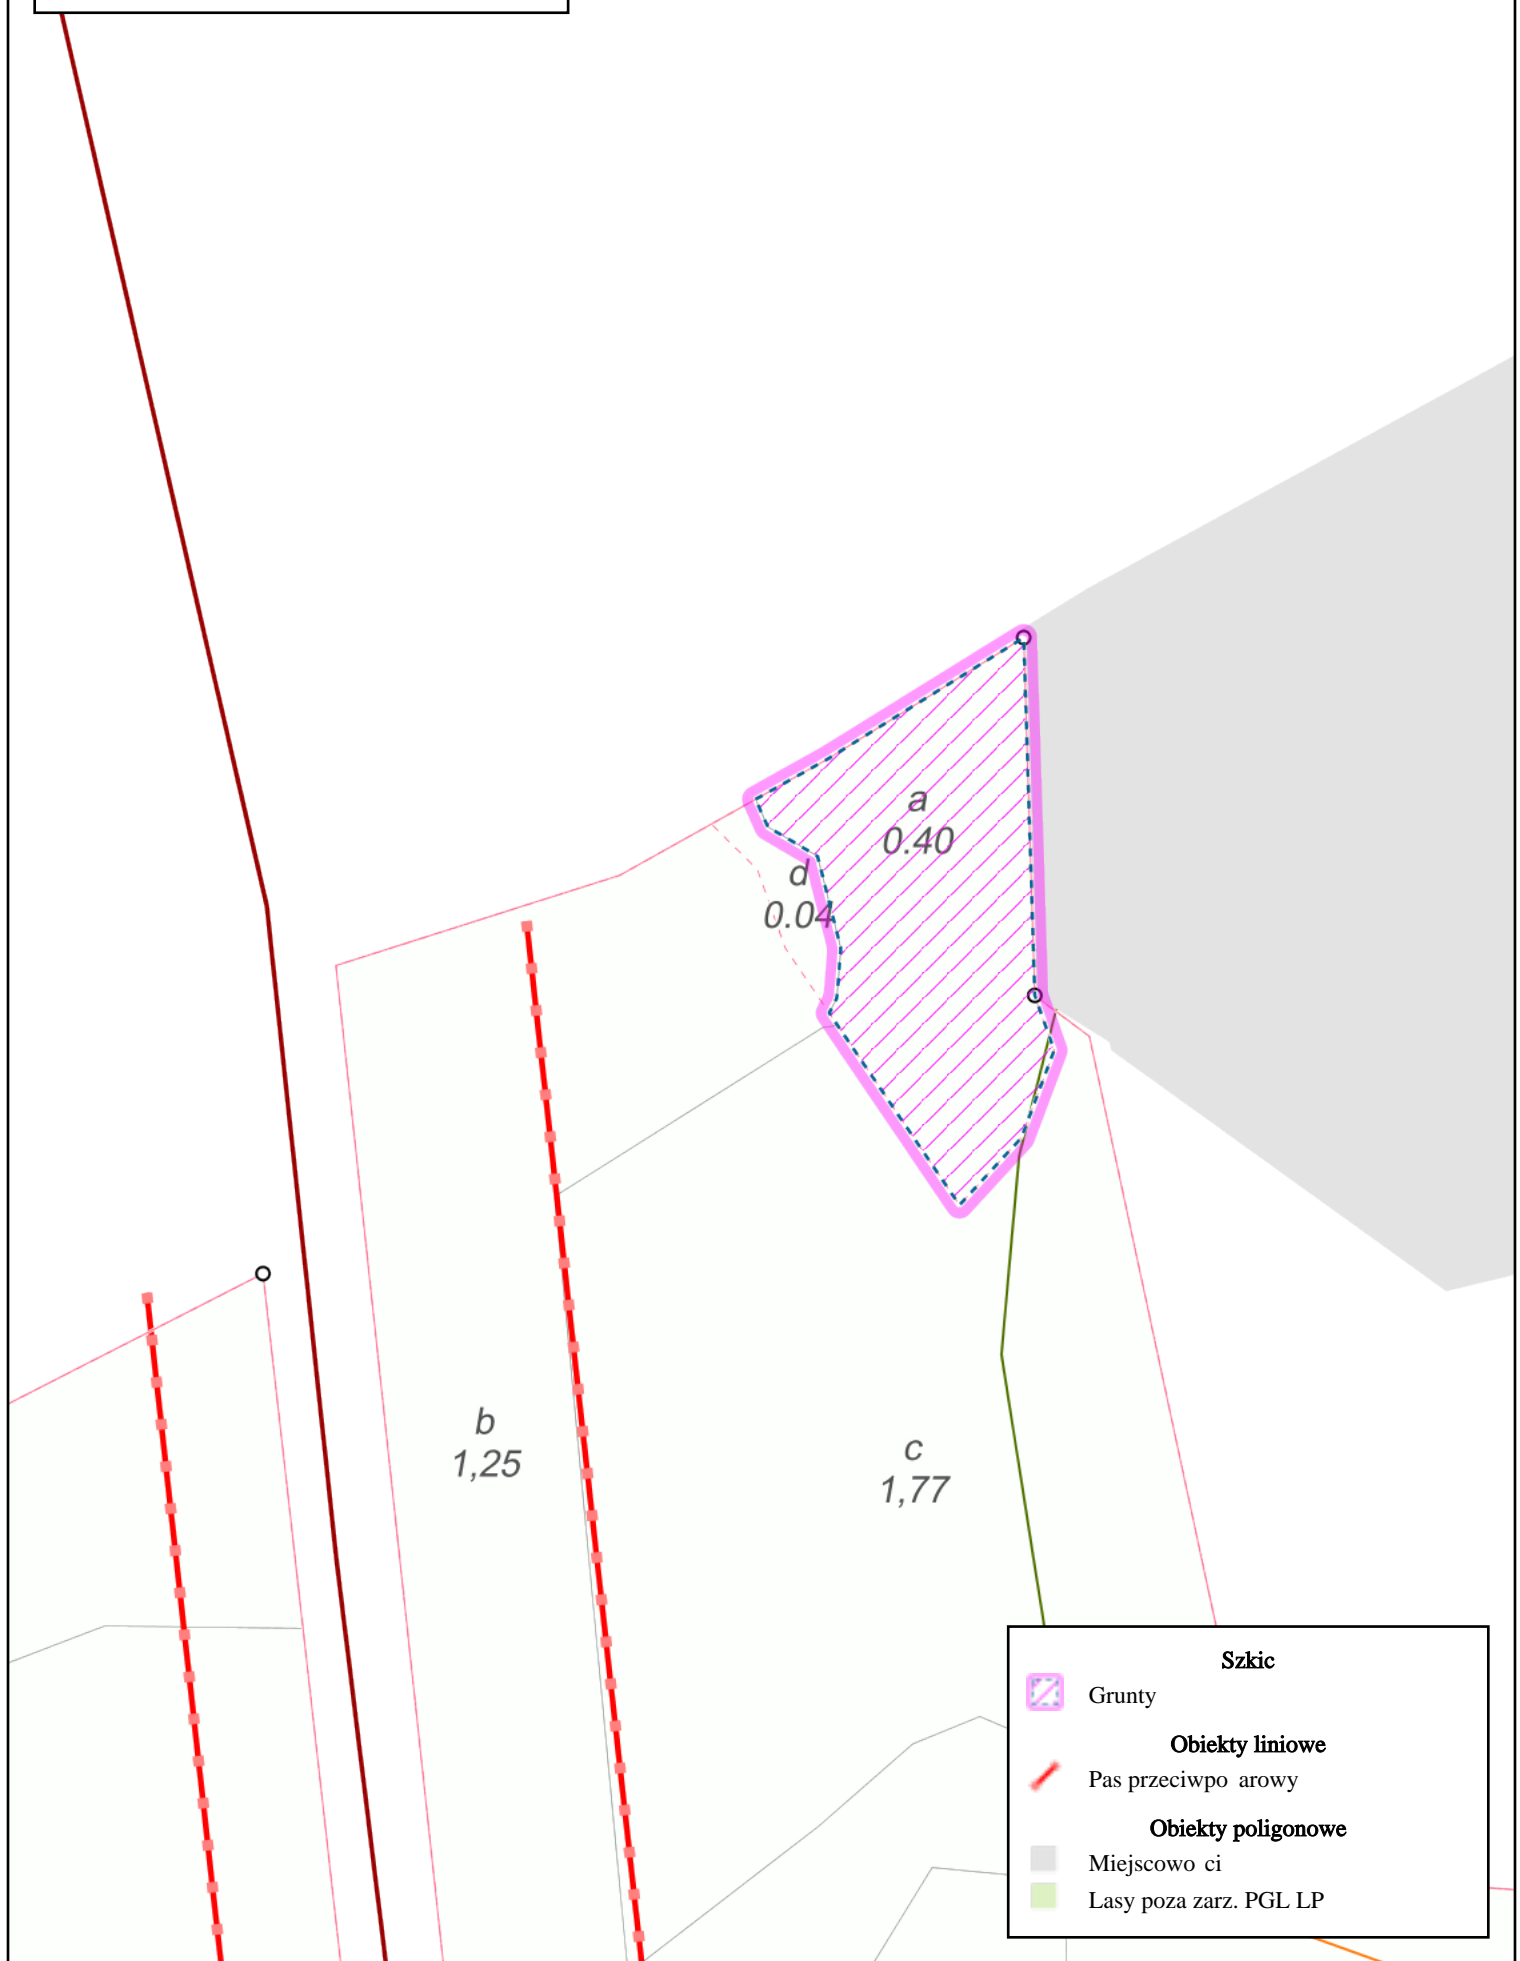 a
0.40
d
0.04
b
1,25
c
1,77
Szkic
Grunty
Obiekty liniowe
Pas przeciwpo arowy
Obiekty poligonowe
Miejscowo ci
Lasy poza zarz. PGL LP